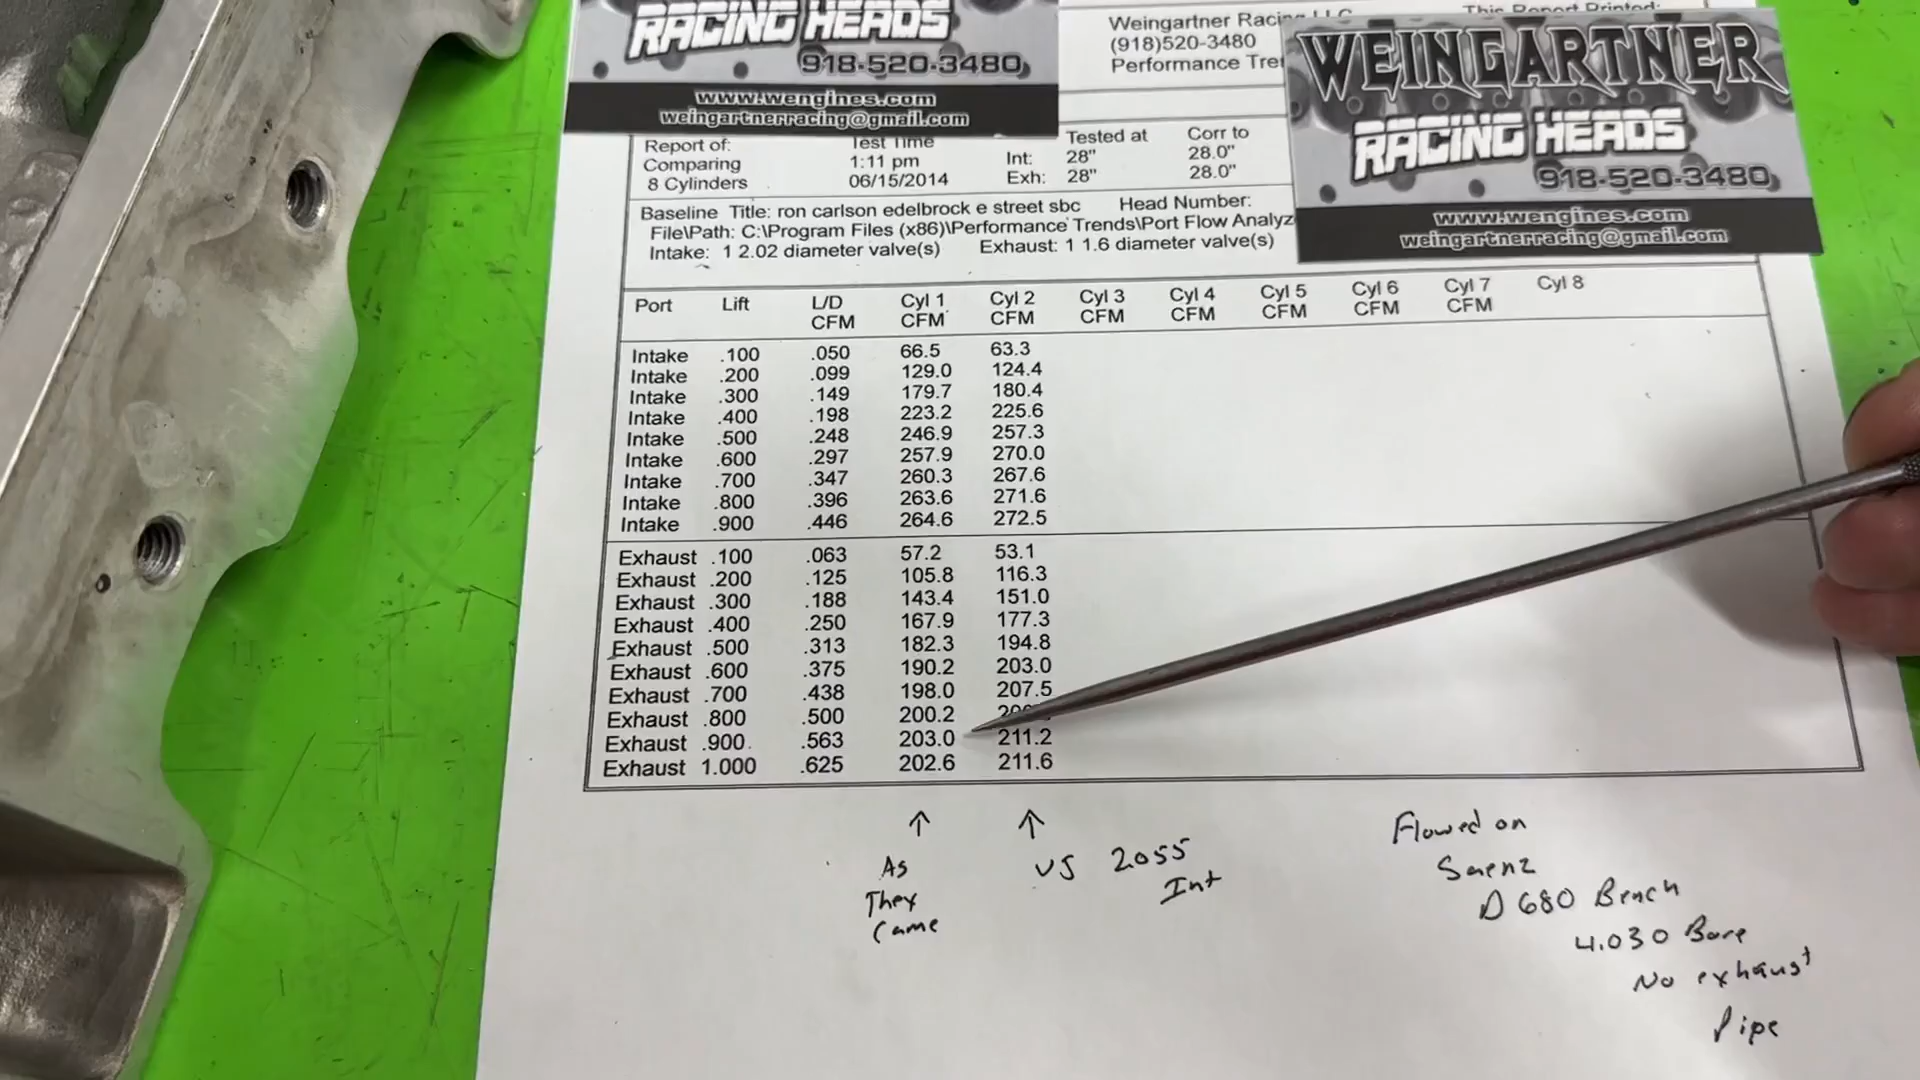 RACING HEADS
918-520-3480
www.wengines.com
weingartnerracing@gmail.com
Weingartner Racing LLC
(918)520-3480
Performance
This Report Printed:
WEINGARTNER
RACING HEADS
918-520-3480
www.wengines.com
weingartnerracing@gmail.com
Report of: Test Time Tested at Corr to
Comparing 1:11 pm Int: 28" 28.0"
8 Cylinders 06/15/2014 Exh: 28" 28.0"
Baseline Title: ron carlson edelbrock e street sbc Head Number:
File\Path: C:\Program Files (x86)\Performance Trends\Port Flow Analyz
Intake: 1 2.02 diameter valve(s) Exhaust: 1 1.6 diameter valve(s)
Port Lift L/D Cyl 1 Cyl 2 Cyl 3 Cyl 4 Cyl 5 Cyl 6 Cyl 7 Cyl 8
CFM CFM CFM CFM CFM CFM CFM CFM
Intake .100 .050 66.5 63.3
Intake .200 .099 129.0 124.4
Intake .300 .149 179.7 180.4
Intake .400 .198 223.2 225.6
Intake .500 .248 246.9 257.3
Intake .600 .297 257.9 270.0
Intake .700 .347 260.3 267.6
Intake .800 .396 263.6 271.6
Intake .900 .446 264.6 272.5
Exhaust .100 .063 57.2 53.1
Exhaust .200 .125 105.8 116.3
Exhaust .300 .188 143.4 151.0
Exhaust .400 .250 167.9 177.3
Exhaust .500 .313 182.3 194.8
Exhaust .600 .375 190.2 203.0
Exhaust .700 .438 198.0 207.5
Exhaust .800 .500 200.2
Exhaust .900 .563 203.0 211.2
Exhaust 1.000 .625 202.6 211.6
As
They
Came
VJ 2.055
Int
Flowed on
Saenz
D680 Bench
4.030 Bore
No exhaust
Pipe